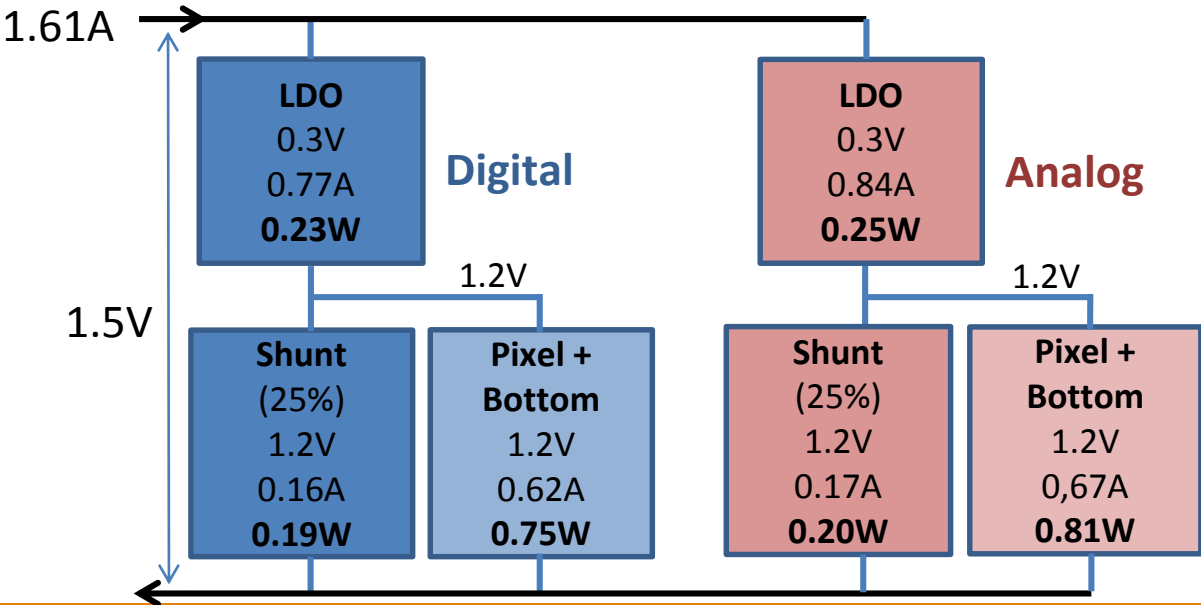 1.61A
LDO
0.3V
0.77A
0.23W
Digital
LDO
0.3V
0.84A
0.25W
Analog
1.2V
1.2V
1.5V
Shunt
(25%)
1.2V
0.16A
0.19W
Pixel +
Bottom
1.2V
0.62A
0.75W
Shunt
(25%)
1.2V
0.17A
0.20W
Pixel +
Bottom
1.2V
0,67A
0.81W